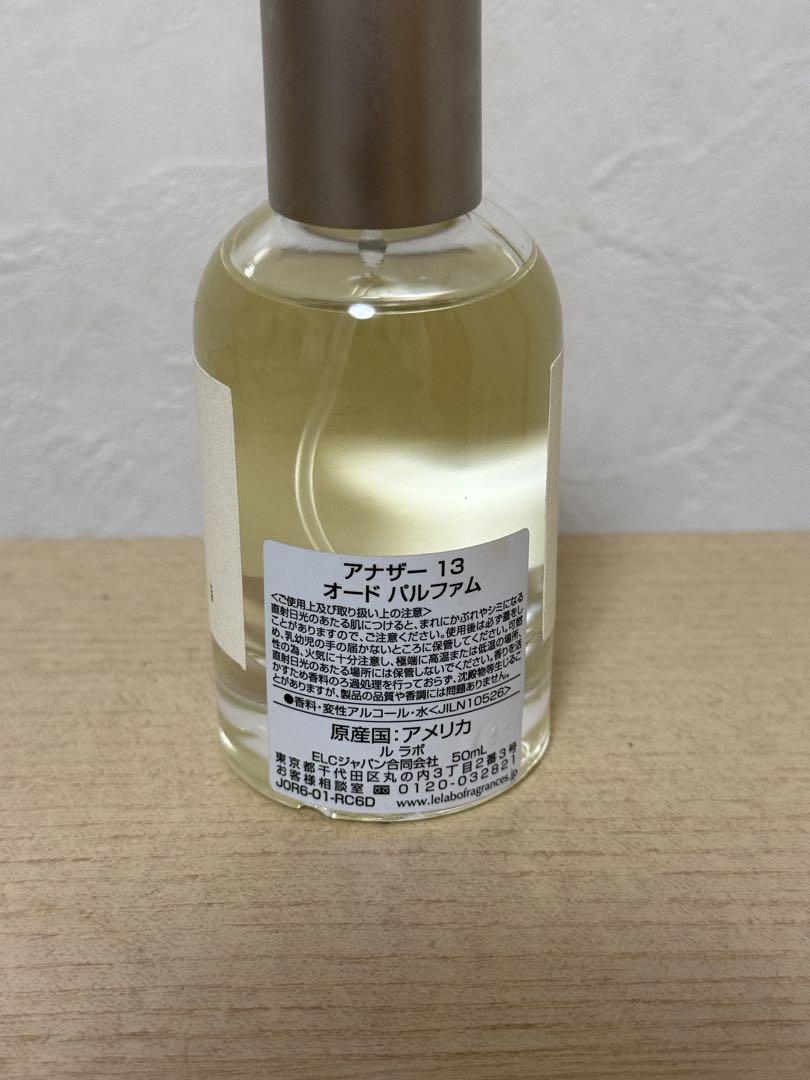 アナザー 13
オード パルファム
<ご使用上及び取り扱い上の注意>
直射日光のあたる肌につけると、まれにかぶれやシミになる
ことがありますので、ご注意ください。使用後は必ず蓋をし
め、乳幼児の手の届かないところに保管してください。可燃
性の為、火気に十分注意し、極端に高温または低温の場所、
直射日光のあたる場所には保管しないでください。香りを活
かすため香料のろ過処理を行っておらず、沈殿物等生じるこ
とがありますが、製品の品質や香調には問題ありません。
●香料・変性アルコール・水<JILN10526>
原産国:アメリカ
ル ラボ
ELCジャパン合同会社 50mL
東京都千代田区丸の内3丁目2番3号
お客様相談室 0120-032821
J0R6-01-RC6D www.lelabofragrances.jp